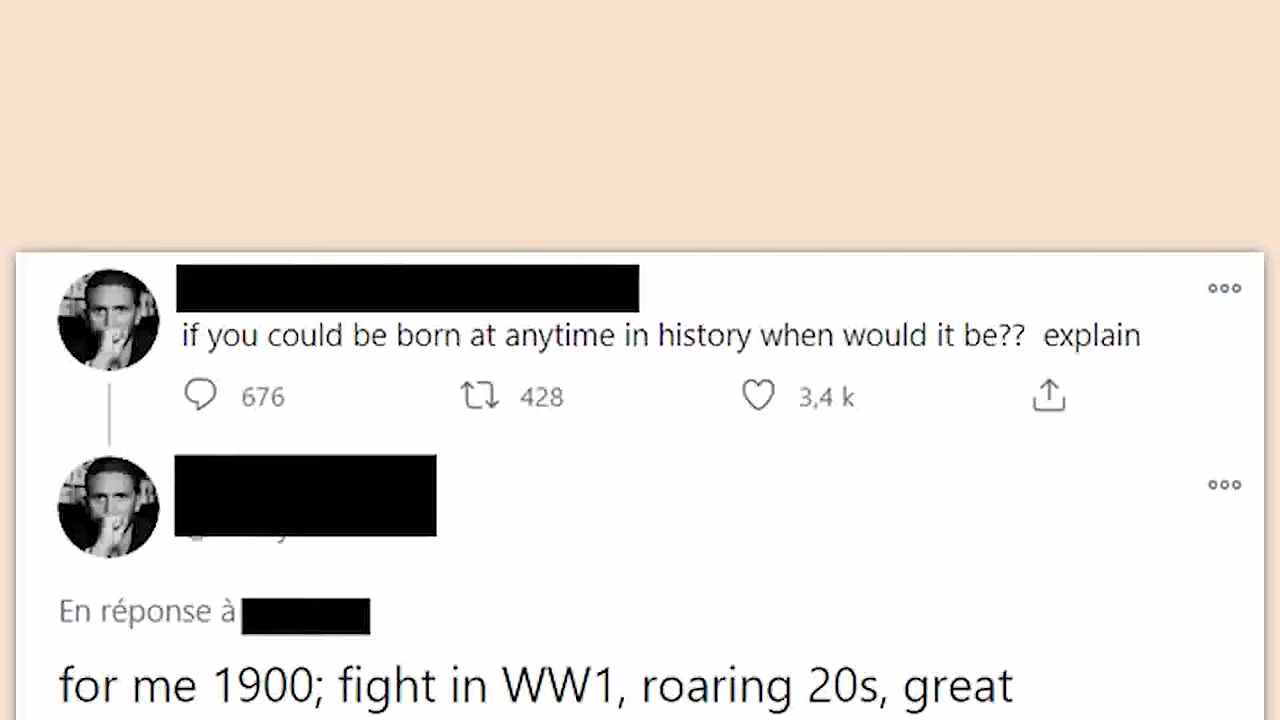 if you could be born at anytime in history when would it be??  explain
676 428 3,4 k
En réponse à
for me 1900; fight in WW1, roaring 20s, great